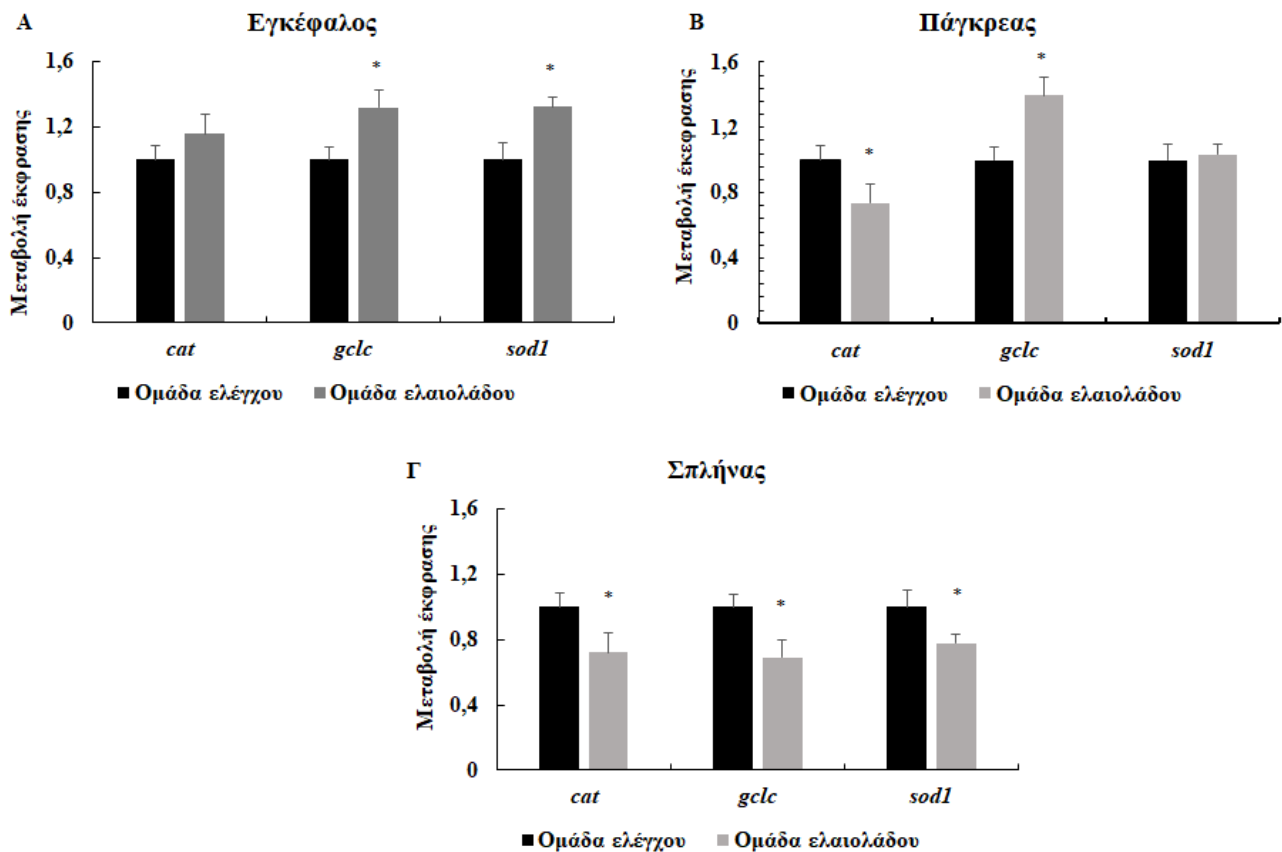 Α
Εγκέφαλος
Μεταβολή έκφρασης
1,6
1,2
0,8
0,4
0
*
*
cat
gclc
sod1
Ομάδα ελέγχου
Ομάδα ελαιολάδου
Β
Πάγκρεας
Μεταβολή έκεφρασης
1,6
1,2
0,8
0,4
0
*
*
cat
gclc
sod1
Ομάδα ελέγχου
Ομάδα ελαιολάδου
Γ
Σπλήνας
Μεταβολή έκφρασης
1,6
1,2
0,8
0,4
0
*
*
*
cat
gclc
sod1
Ομάδα ελέγχου
Ομάδα ελαιολάδου